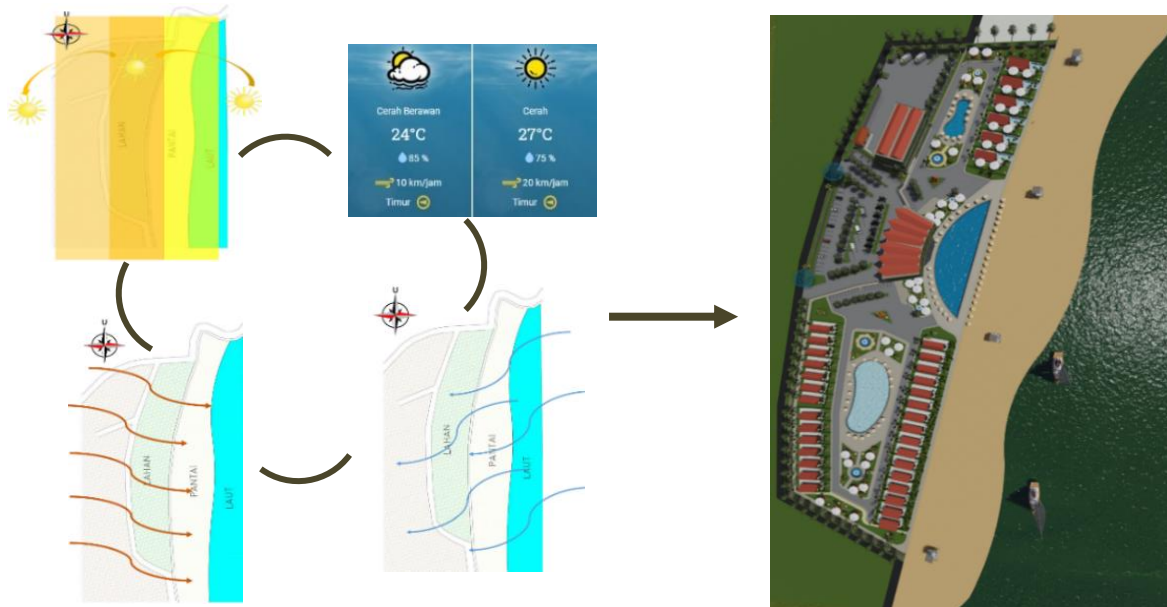 LAHAN
PANTAI
LAUT
Cerah Berawan
24°C
85 %
10 km/jam
Timur
Cerah
27°C
75 %
20 km/jam
Timur
U
LAHAN
PANTAI
LAUT
U
LAHAN
PANTAI
LAUT